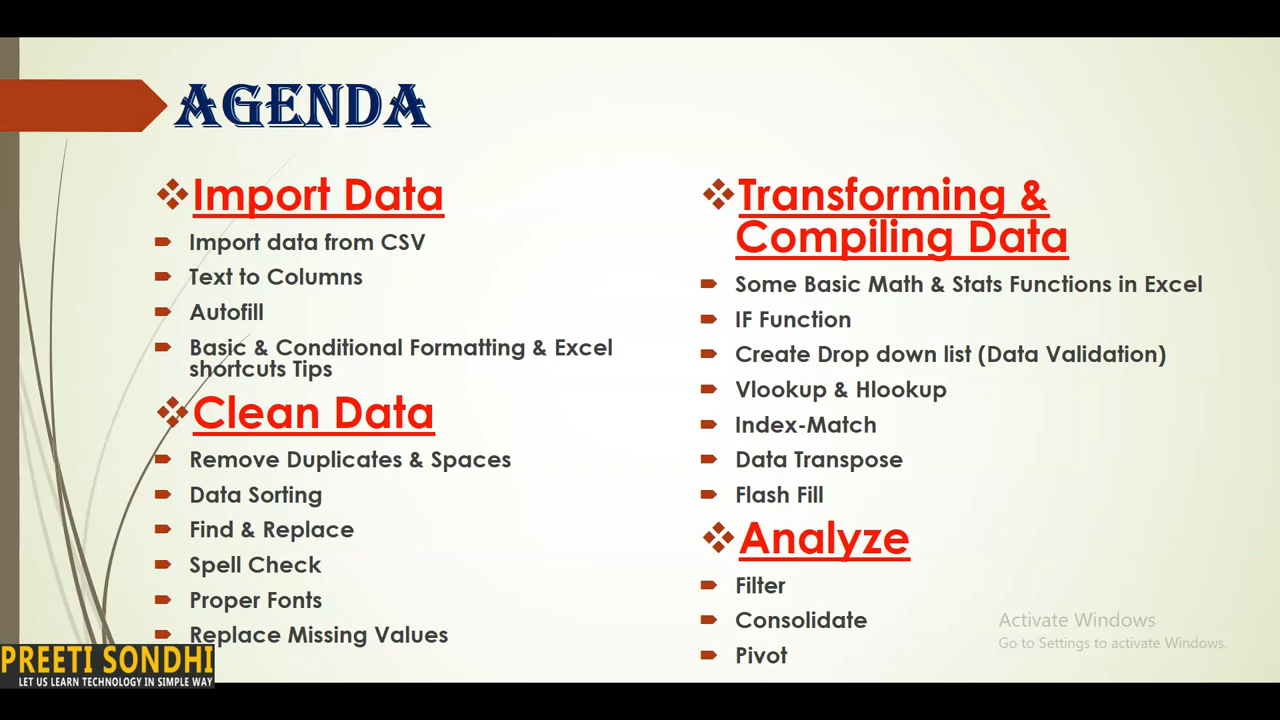 AGENDA
Import Data
Import data from CSV
Text to Columns
Autofill
Basic & Conditional Formatting & Excel
shortcuts Tips
Clean Data
Remove Duplicates & Spaces
Data Sorting
Find & Replace
Spell Check
Proper Fonts
Replace Missing Values
Transforming &
Compiling Data
Some Basic Math & Stats Functions in Excel
IF Function
Create Drop down list (Data Validation)
Vlookup & Hlookup
Index-Match
Data Transpose
Flash Fill
Analyze
Filter
Consolidate
Pivot
Activate Windows
Go to Settings to activate Windows.
PREETI SONDHI
LET US LEARN TECHNOLOGY IN SIMPLE WAY